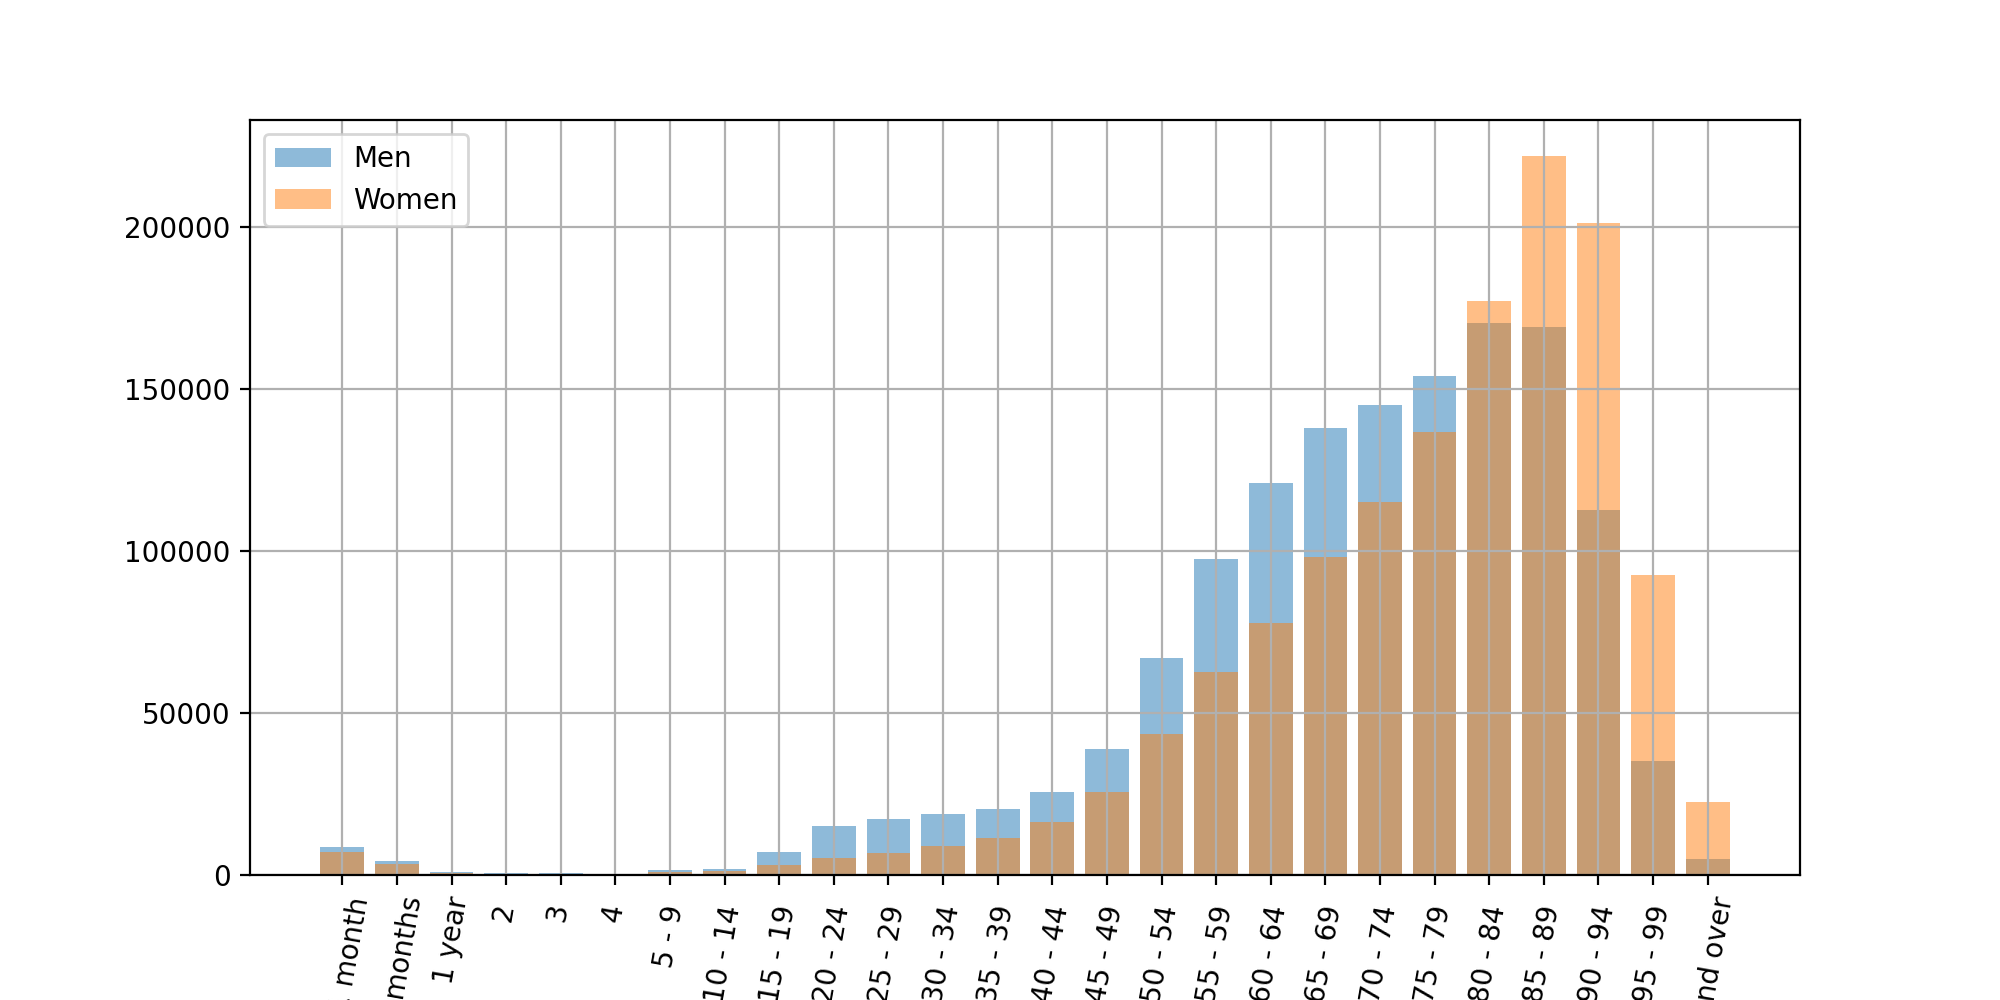 Men
Women
200000
150000
100000
50000
0
month
months
1 year
2
3
4
5 - 9
10 - 14
15 - 19
20 - 24
25 - 29
30 - 34
35 - 39
40 - 44
45 - 49
50 - 54
55 - 59
60 - 64
65 - 69
70 - 74
75 - 79
80 - 84
85 - 89
90 - 94
95 - 99
over